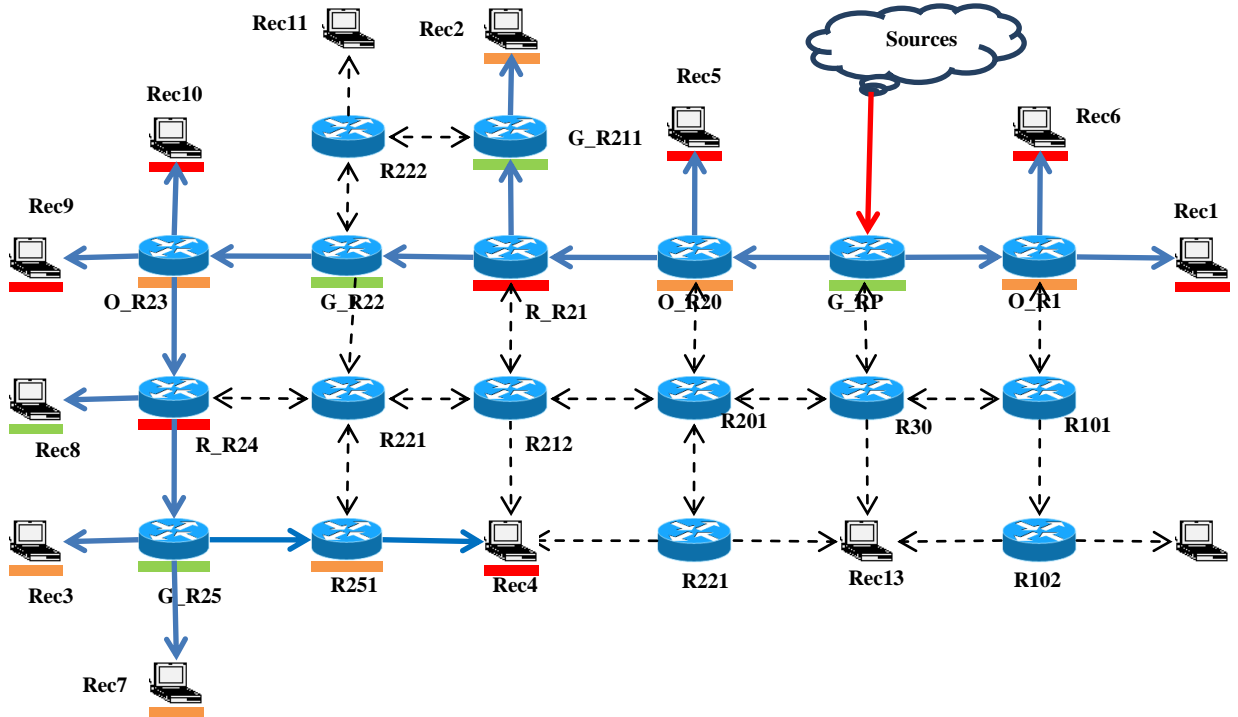 Rec11
Rec2
Sources
Rec5
Rec10
Rec6
G_R211
R222
Rec9
Rec1
O_R23
G_R22
R_R21
O_R20
G_RP
O_R1
Rec8
R_R24
R221
R212
R201
R30
R101
Rec3
G_R25
R251
Rec4
R221
Rec13
R102
Rec7